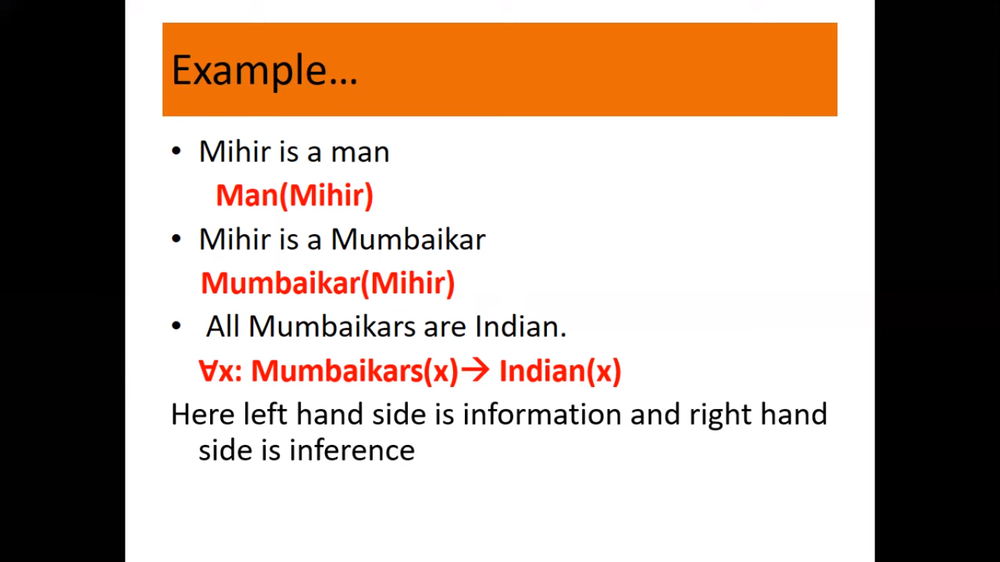 Example...
• Mihir is a man
Man(Mihir)
• Mihir is a Mumbaikar
Mumbaikar(Mihir)
• All Mumbaikars are Indian.
∀x: Mumbaikars(x)→ Indian(x)
Here left hand side is information and right hand
side is inference